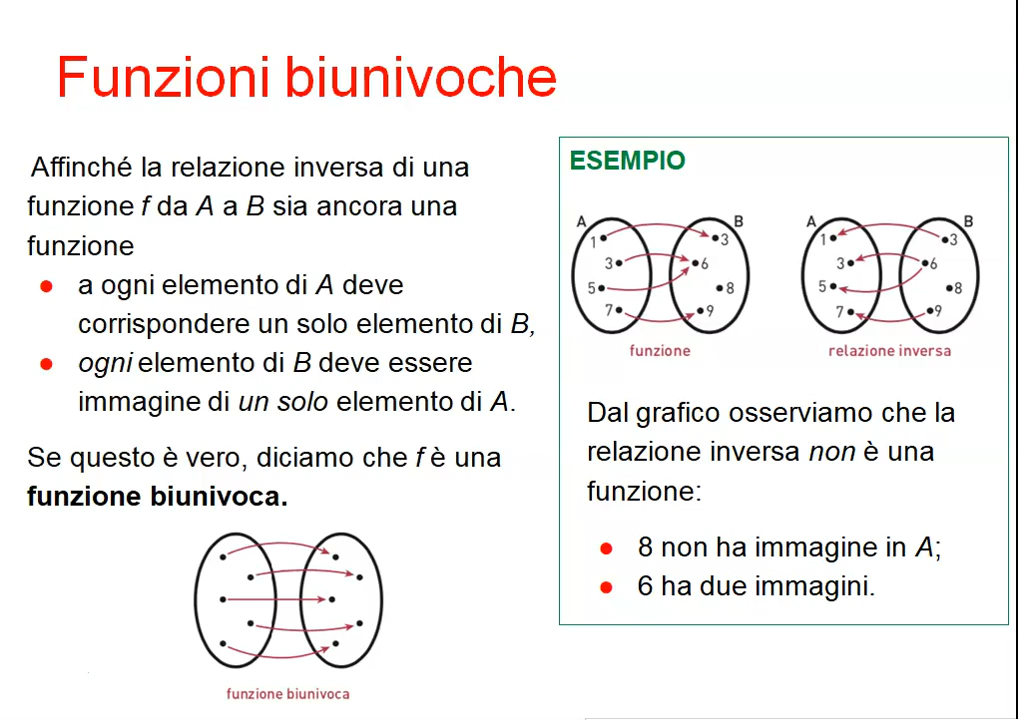 Funzioni biunivoche
Affinché la relazione inversa di una
funzione f da A a B sia ancora una
funzione
● a ogni elemento di A deve
corrispondere un solo elemento di B,
● ogni elemento di B deve essere
immagine di un solo elemento di A.
Se questo è vero, diciamo che f è una
funzione biunivoca.
funzione biunivoca
ESEMPIO
A B
1 3
3 6
5 8
7 9
funzione
A B
1 3
3 6
5 8
7 9
relazione inversa
Dal grafico osserviamo che la
relazione inversa non è una
funzione:
● 8 non ha immagine in A;
● 6 ha due immagini.